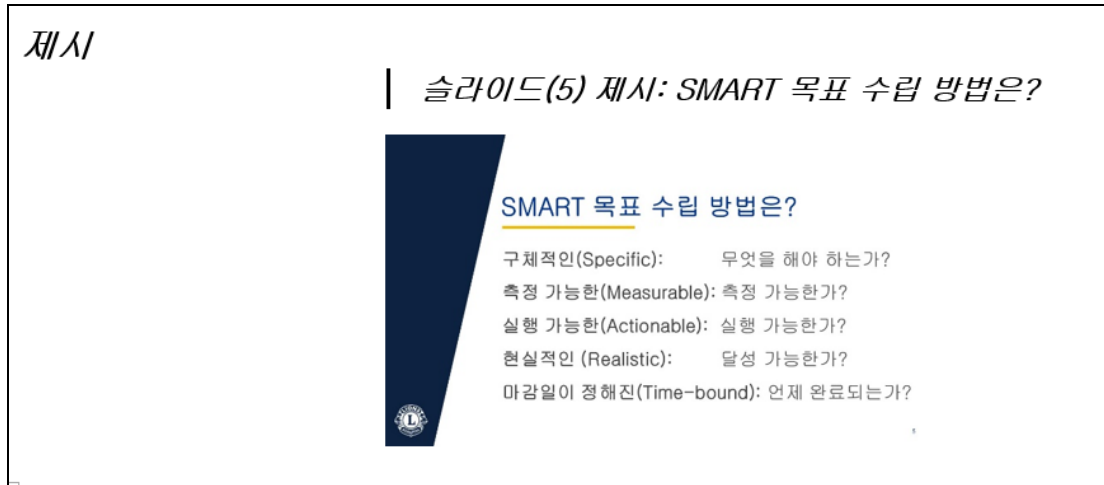 제시
슬라이드(5) 제시: SMART 목표 수립 방법은?
SMART 목표 수립 방법은?
구체적인(Specific): 무엇을 해야 하는가?
측정 가능한(Measurable): 측정 가능한가?
실행 가능한(Actionable): 실행 가능한가?
현실적인 (Realistic): 달성 가능한가?
마감일이 정해진(Time-bound): 언제 완료되는가?
L